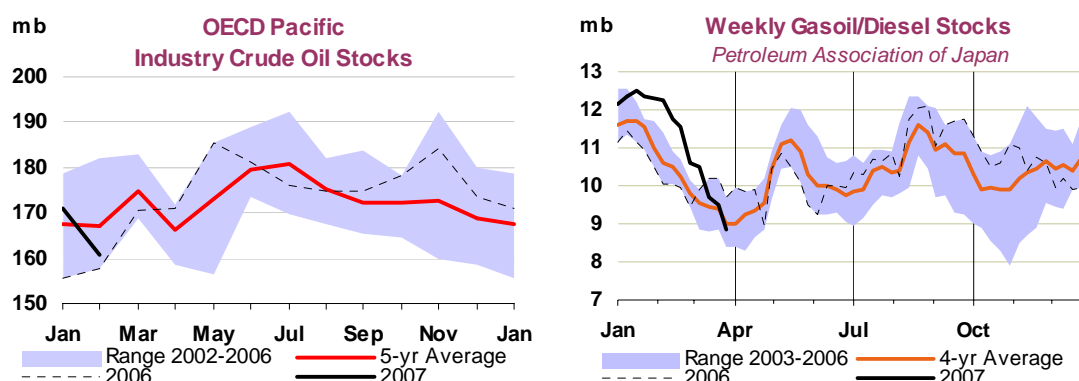 mb
OECD Pacific
Industry Crude Oil Stocks
200
190
180
170
160
150
Jan Mar May Jul Sep Nov Jan
Range 2002-2006 5-yr Average
2006 2007
mb
Weekly Gasoil/Diesel Stocks
Petroleum Association of Japan
13
12
11
10
9
8
7
Jan Apr Jul Oct
Range 2003-2006 4-yr Average
2006 2007